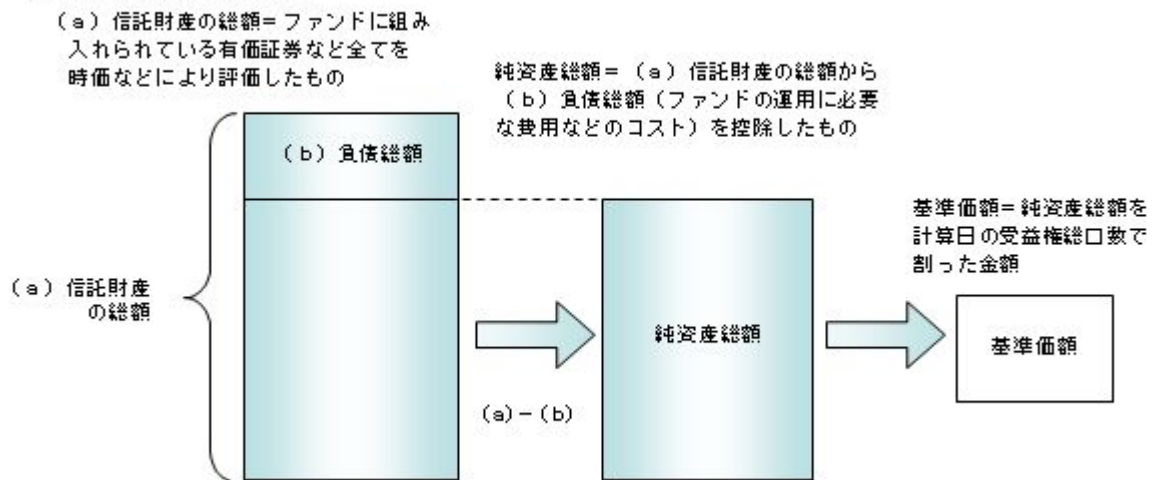 （a）信託財産の総額＝ファンドに組み
入れられている有価証券など全てを
時価などにより評価したもの
純資産総額＝（a）信託財産の総額から
（b）負債総額（ファンドの運用に必要
な費用などのコスト）を控除したもの
（b）負債総額
基準価額＝純資産総額を
計算日の受益権総口数で
割った金額
（a）信託財産
の総額
純資産総額
基準価額
（a）－（b）